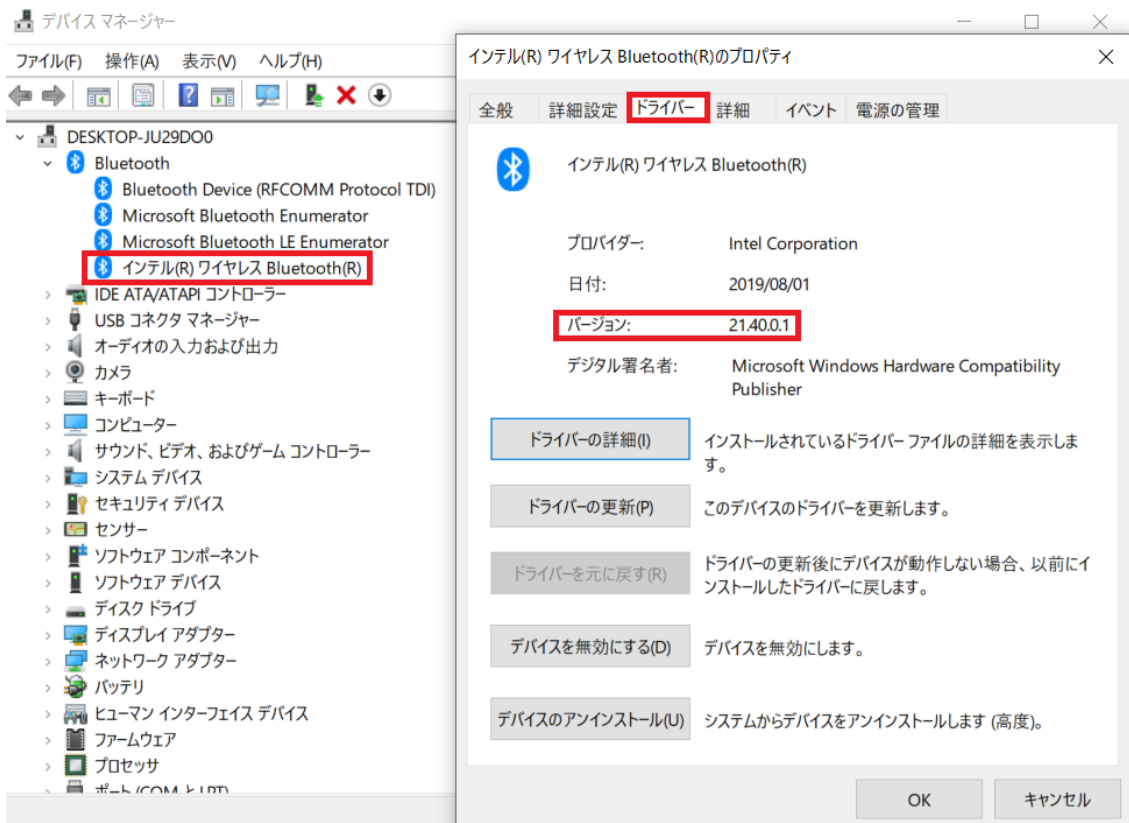 デバイス マネージャー
ファイル(F) 操作(A) 表示(V) ヘルプ(H)
DESKTOP-JU29DO0
Bluetooth
Bluetooth Device (RFCOMM Protocol TDI)
Microsoft Bluetooth Enumerator
Microsoft Bluetooth LE Enumerator
インテル(R) ワイヤレス Bluetooth(R)
IDE ATA/ATAPI コントローラー
USB コネクタ マネージャー
オーディオの入力および出力
カメラ
キーボード
コンピューター
サウンド、ビデオ、およびゲーム コントローラー
システム デバイス
セキュリティ デバイス
センサー
ソフトウェア コンポーネント
ソフトウェア デバイス
ディスク ドライブ
ディスプレイ アダプター
ネットワーク アダプター
バッテリ
ヒューマン インターフェイス デバイス
ファームウェア
プロセッサ
ポート (COM と LPT)
インテル(R) ワイヤレス Bluetooth(R)のプロパティ
全般 詳細設定 ドライバー 詳細 イベント 電源の管理
インテル(R) ワイヤレス Bluetooth(R)
プロバイダー: Intel Corporation
日付: 2019/08/01
バージョン: 21.40.0.1
デジタル署名者: Microsoft Windows Hardware Compatibility
Publisher
ドライバーの詳細(I) インストールされているドライバー ファイルの詳細を表示しま
す。
ドライバーの更新(P) このデバイスのドライバーを更新します。
ドライバーを元に戻す(R) ドライバーの更新後にデバイスが動作しない場合、以前にイ
ンストールしたドライバーに戻します。
デバイスを無効にする(D) デバイスを無効にします。
デバイスのアンインストール(U) システムからデバイスをアンインストールします (高度)。
OK キャンセル